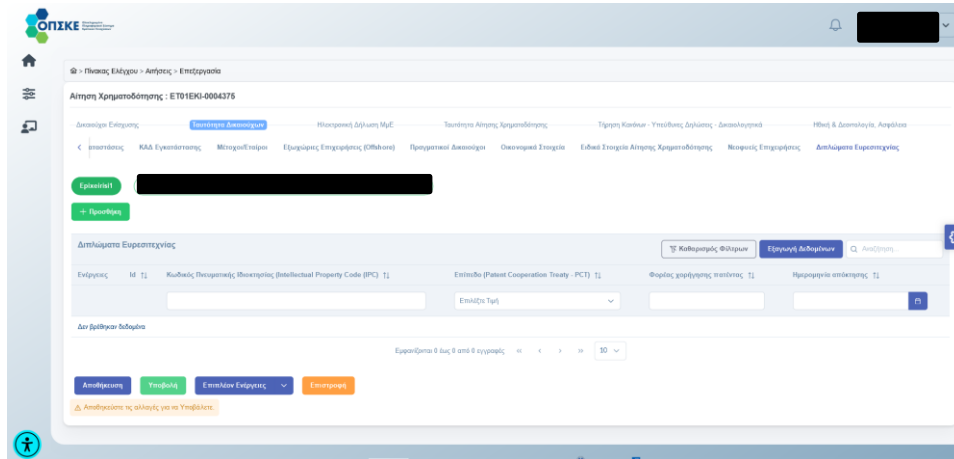 ΟΠΣΚΕ
> Πίνακας Ελέγχου > Αιτήσεις > Επεξεργασία
Αίτηση Χρηματοδότησης : ΕΤ01ΕΚΙ-0004376
Δικαιούχοι Ενίσχυσης Ταυτότητα Δικαιούχων Ηλεκτρονική Δήλωση ΜμΕ Ταυτότητα Αίτησης Χρηματοδότησης Τήρηση Κανόνων - Υπεύθυνες Δηλώσεις - Δικαιολογητικά Ηθική & Δεοντολογία, Ασφάλεια
ΚΑΔ Εγκατάστασης Μέτοχοι/Εταίροι Εξωχώριες Επιχειρήσεις (Offshore) Πραγματικοί Δικαιούχοι Οικονομικά Στοιχεία Ειδικά Στοιχεία Αίτησης Χρηματοδότησης Νεοφυείς Επιχειρήσεις Διπλώματα Ευρεσιτεχνίας
Epixeirisi1
+ Προσθήκη
Διπλώματα Ευρεσιτεχνίας Καθαρισμός Φίλτρων Εξαγωγή Δεδομένων Αναζήτηση...
Ενέργειες Id Κωδικός Πνευματικής Ιδιοκτησίας (Intellectual Property Code (IPC) Επίπεδο (Patent Cooperation Treaty - PCT) Φορέας χορήγησης πατέντας Ημερομηνία απόκτησης
Επιλέξτε Τιμή
Δεν βρέθηκαν δεδομένα
Εμφανίζονται 0 έως 0 από 0 εγγραφές « ‹ › » 10
Αποθήκευση Υποβολή Επιπλέον Ενέργειες Επιστροφή
Αποθηκεύστε τις αλλαγές για να Υποβάλετε.